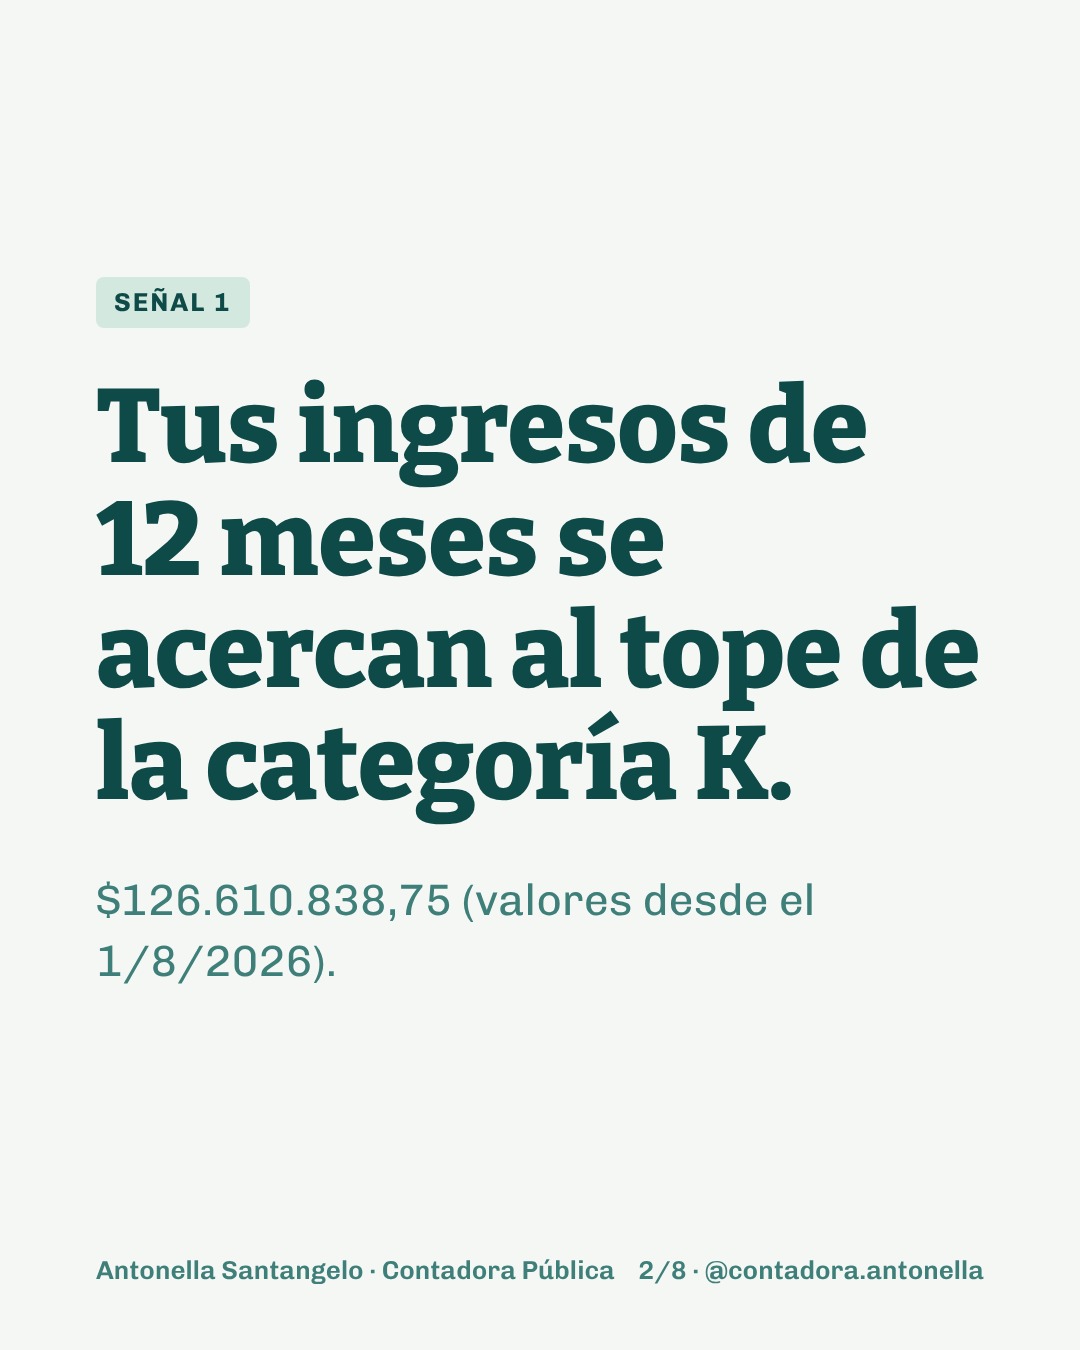 SEÑAL 1
Tus ingresos de
12 meses se
acercan al tope de
la categoría K.
$126.610.838,75 (valores desde el
1/8/2026).
Antonella Santangelo · Contadora Pública 2/8 · @contadora.antonella